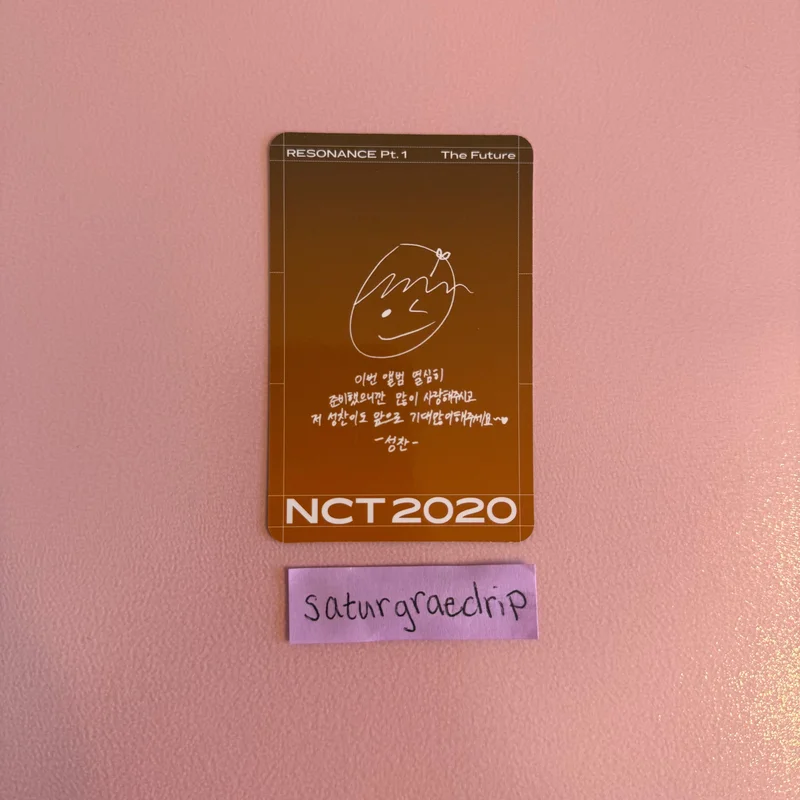 RESONANCE Pt. 1 The Future
이번 앨범 열심히
준비했으니깐 많이 사랑해주시고
저 성찬이도 앞으로 기대많이해주세요~♥
-성찬-
NCT 2020
saturgraedrip